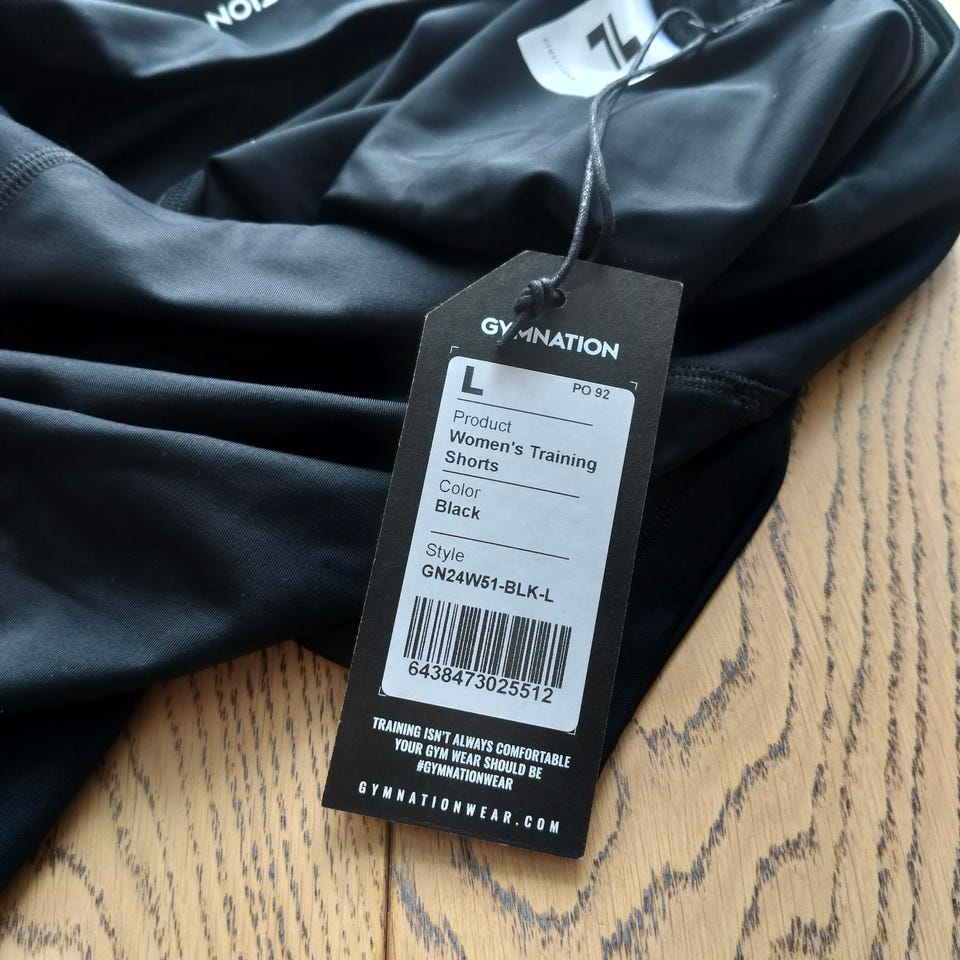 GYMNATION
L
PO 92
Product
Women's Training
Shorts
Color
Black
Style
GN24W51-BLK-L
6438473025512
TRAINING ISN'T ALWAYS COMFORTABLE
YOUR GYM WEAR SHOULD BE
#GYMNATIONWEAR
GYMNATIONWEAR.COM